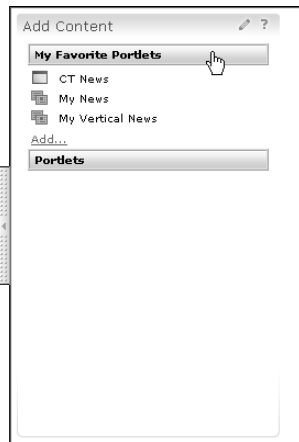 Add Content ?
My Favorite Portlets
CT News
My News
My Vertical News
Add...
Portlets